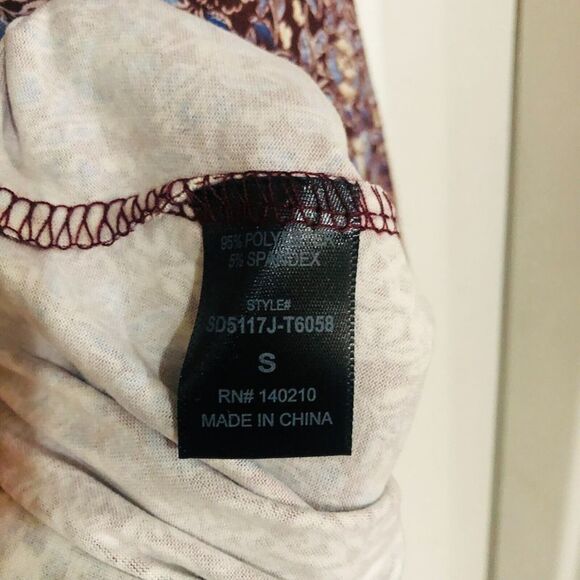 95% POLYESTER
5% SPANDEX
STYLE#
SD5117J-T6058
S
RN# 140210
MADE IN CHINA